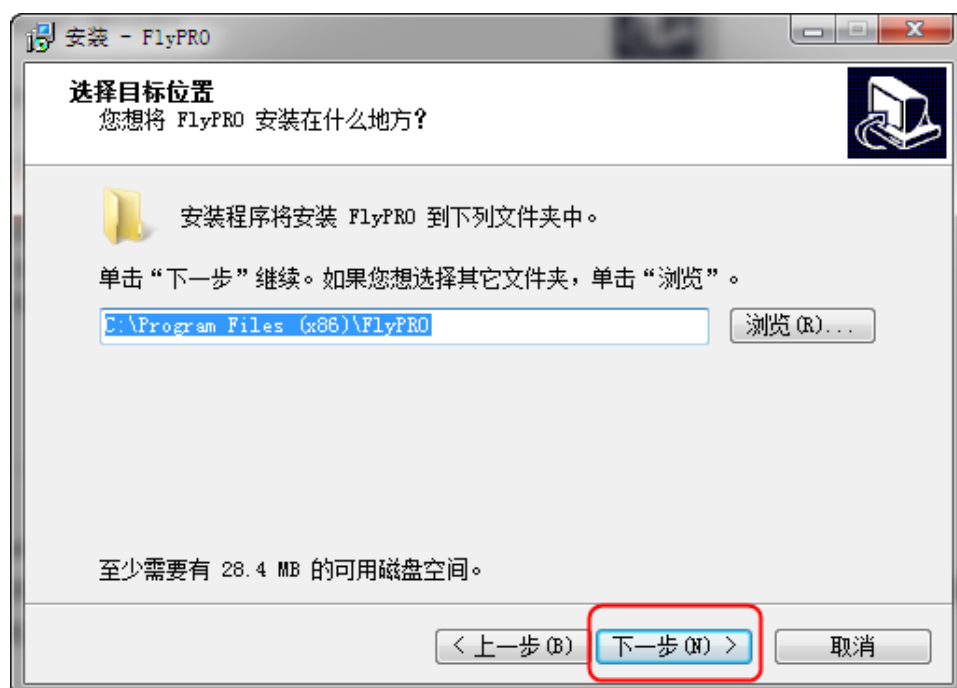 安装 - FlyPRO
选择目标位置
您想将 FlyPRO 安装在什么地方?
安装程序将安装 FlyPRO 到下列文件夹中。
单击“下一步”继续。如果您想选择其它文件夹，单击“浏览”。
C:\Program Files (x86)\FlyPRO
浏览(R)...
至少需要有 28.4 MB 的可用磁盘空间。
< 上一步(B)
下一步(N) >
取消